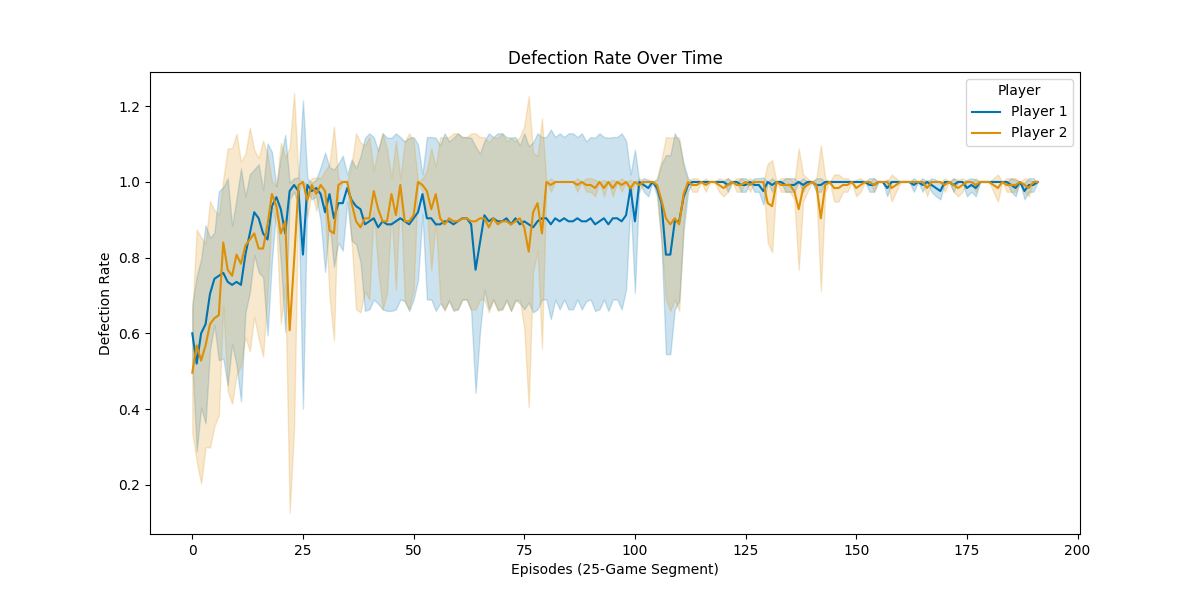 Defection Rate Over Time
Player
Player 1
Player 2
Defection Rate
1.2
1.0
0.8
0.6
0.4
0.2
0
25
50
75
100
125
150
175
200
Episodes (25-Game Segment)